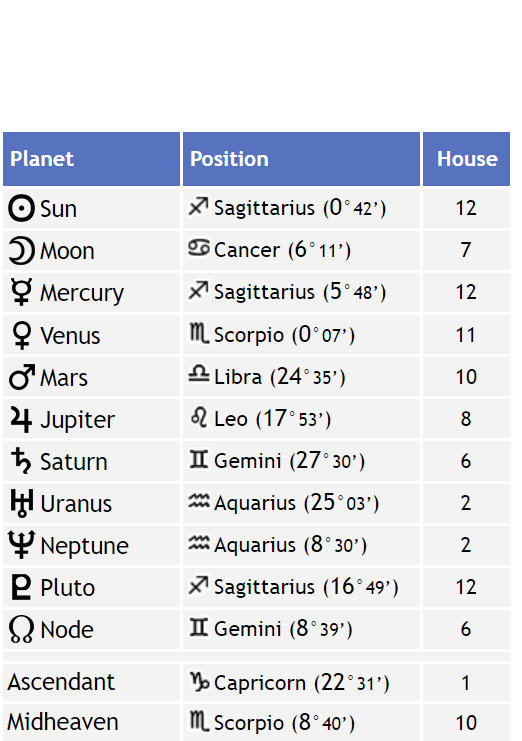 Planet Position House
Sun Sagittarius (0°42’) 12
Moon Cancer (6°11’) 7
Mercury Sagittarius (5°48’) 12
Venus Scorpio (0°07’) 11
Mars Libra (24°35’) 10
Jupiter Leo (17°53’) 8
Saturn Gemini (27°30’) 6
Uranus Aquarius (25°03’) 2
Neptune Aquarius (8°30’) 2
Pluto Sagittarius (16°49’) 12
Node Gemini (8°39’) 6
Ascendant Capricorn (22°31’) 1
Midheaven Scorpio (8°40’) 10